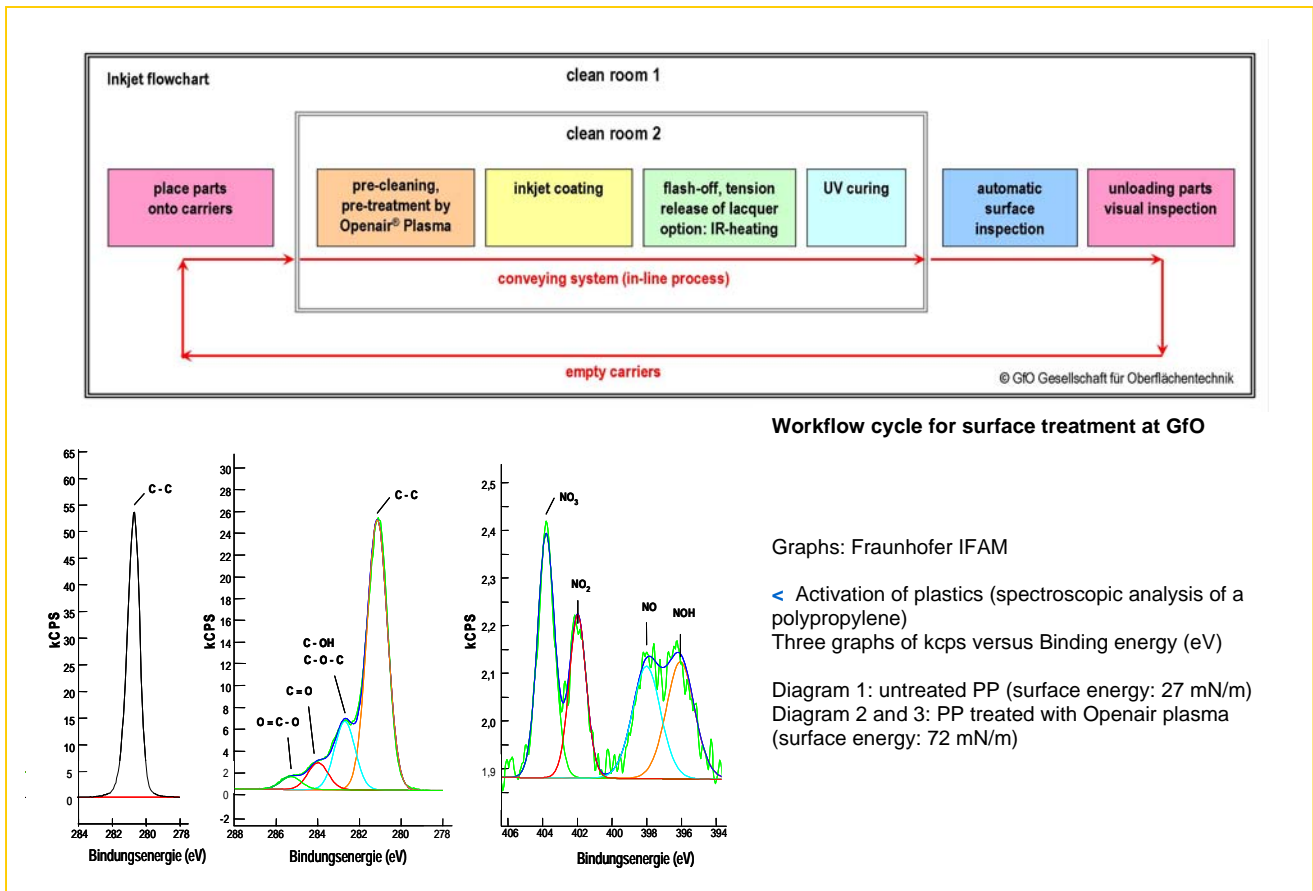 Inkjet flowchart
clean room 1
clean room 2
place parts
onto carriers
pre-cleaning,
pre-treatment by
Openair® Plasma
inkjet coating
flash-off, tension
release of lacquer
option: IR-heating
UV curing
automatic
surface
inspection
unloading parts
visual inspection
conveying system (in-line process)
empty carriers
© GfO Gesellschaft für Oberflächentechnik
Workflow cycle for surface treatment at GfO
65
60
55
50
45
40
35
30
25
20
15
10
5
0
kCPS
C - C
284
282
280
278
Bindungsenergie (eV)
30
28
26
24
22
20
18
16
14
12
10
8
6
4
2
0
-2
kCPS
C - C
C - OH
C - O - C
C = O
O = C - O
288
286
284
282
280
278
Bindungsenergie (eV)
2,5
2,4
2,3
2,2
2,1
2,0
1,9
kCPS
NO3
NO2
NO
NOH
406
404
402
400
398
396
394
Bindungsenergie (eV)
Graphs: Fraunhofer IFAM
< Activation of plastics (spectroscopic analysis of a
polypropylene)
Three graphs of kcps versus Binding energy (eV)
Diagram 1: untreated PP (surface energy: 27 mN/m)
Diagram 2 and 3: PP treated with Openair plasma
(surface energy: 72 mN/m)